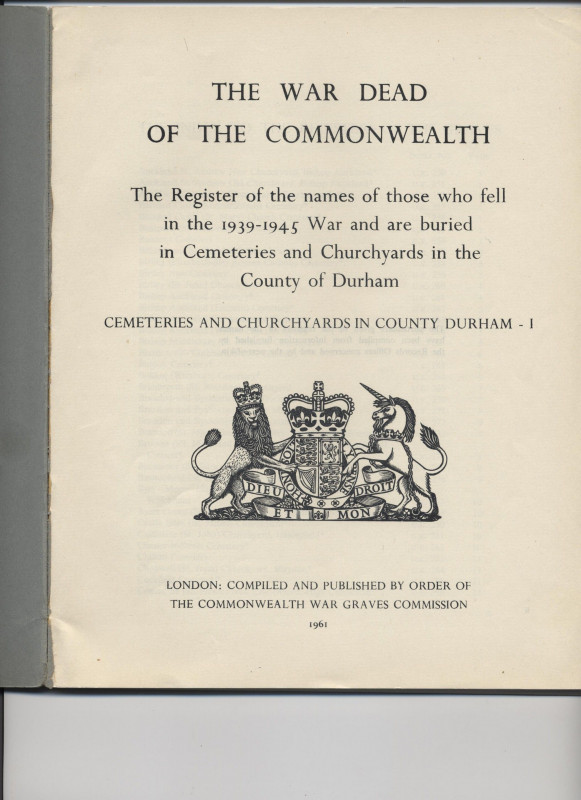 THE WAR DEAD
OF THE COMMONWEALTH
The Register of the names of those who fell
in the 1939-1945 War and are buried
in Cemeteries and Churchyards in the
County of Durham
CEMETERIES AND CHURCHYARDS IN COUNTY DURHAM - I
DIEU DROIT
ET MON
LONDON: COMPILED AND PUBLISHED BY ORDER OF
THE COMMONWEALTH WAR GRAVES COMMISSION
1961